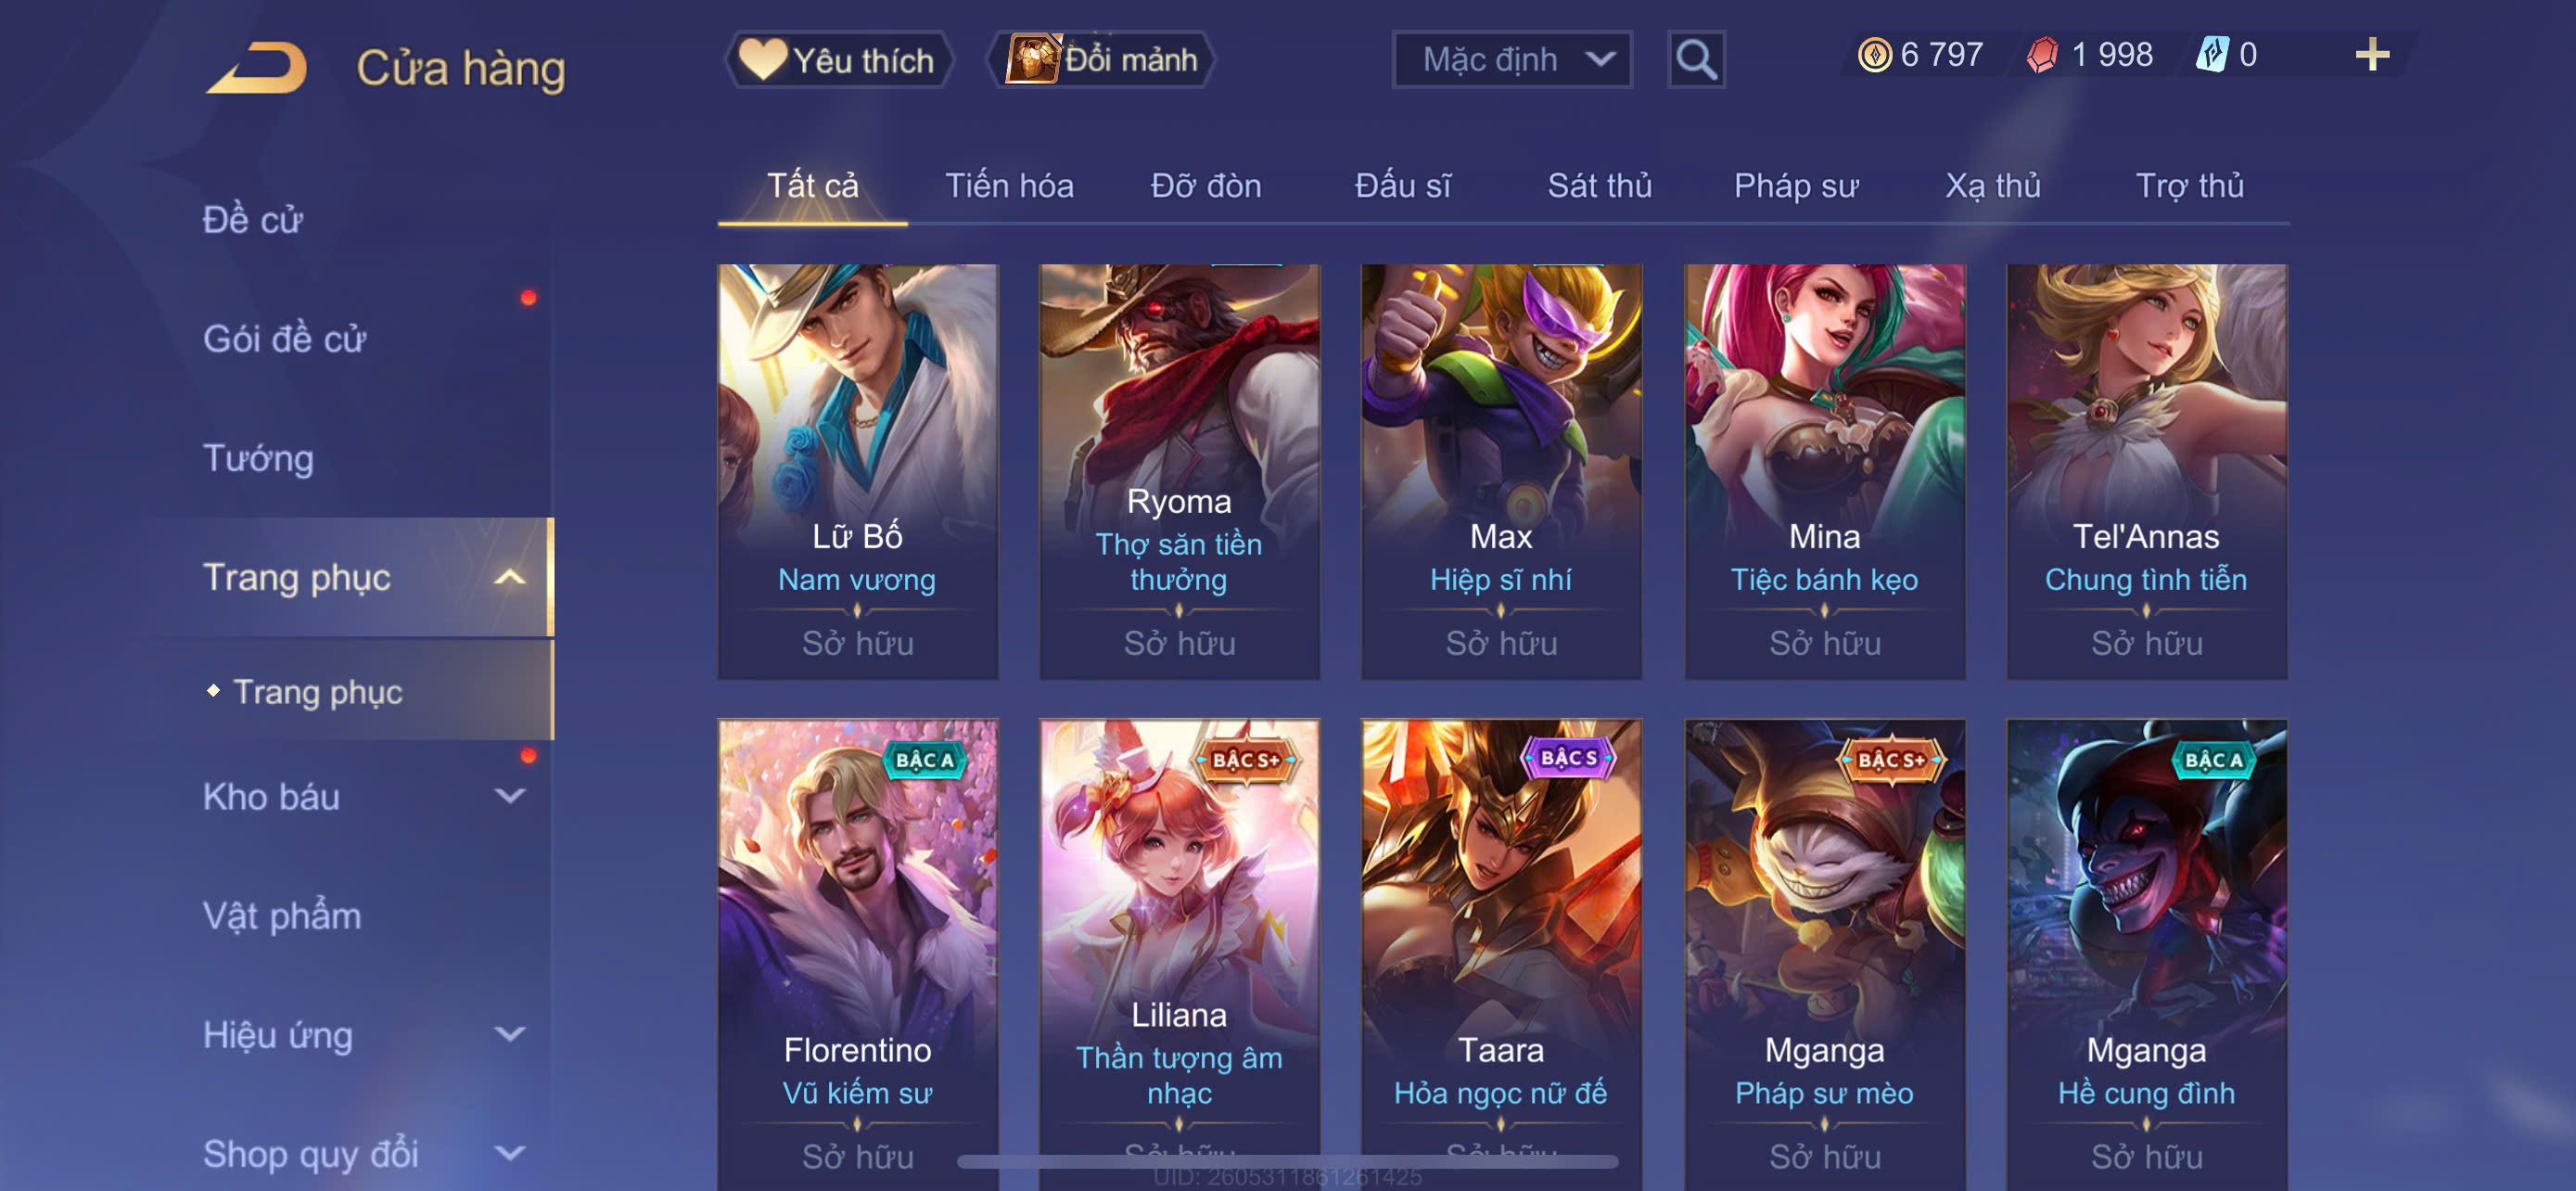 Cửa hàng
Yêu thích
Đổi mảnh
Mặc định
6 797
1 998
0
Tất cả
Tiến hóa
Đỡ đòn
Đấu sĩ
Sát thủ
Pháp sư
Xạ thủ
Trợ thủ
Đề cử
Gói đề cử
Tướng
Trang phục
Trang phục
Kho báu
Vật phẩm
Hiệu ứng
Shop quy đổi
Lữ Bố
Nam vương
Sở hữu
Ryoma
Thợ săn tiền
thưởng
Sở hữu
Max
Hiệp sĩ nhí
Sở hữu
Mina
Tiệc bánh kẹo
Sở hữu
Tel'Annas
Chung tình tiễn
Sở hữu
BẬC A
Florentino
Vũ kiếm sư
Sở hữu
BẬC S+
Liliana
Thần tượng âm
nhạc
Sở hữu
BẬC S
Taara
Hỏa ngọc nữ đế
Sở hữu
BẬC S+
Mganga
Pháp sư mèo
Sở hữu
BẬC A
Mganga
Hề cung đình
Sở hữu
UID: 2605311861261425